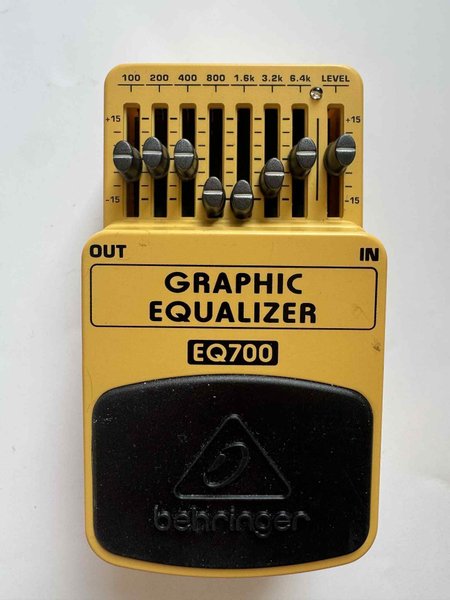 100 200 400 800 1.6k 3.2k 6.4k LEVEL
+15 +15
-15 -15
OUT IN
GRAPHIC
EQUALIZER
EQ700
behringer